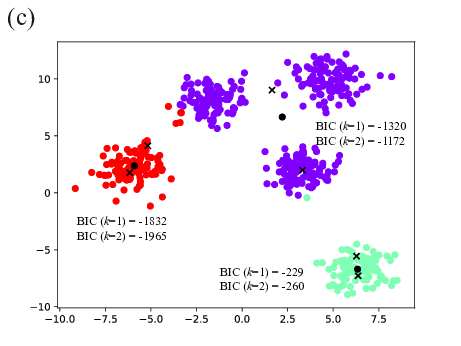 (c)
10
5
0
−5
−10
−10.0 −7.5 −5.0 −2.5 0.0 2.5 5.0 7.5
BIC (k=1) = -1320
BIC (k=2) = -1172
BIC (k=1) = -1832
BIC (k=2) = -1965
BIC (k=1) = -229
BIC (k=2) = -260